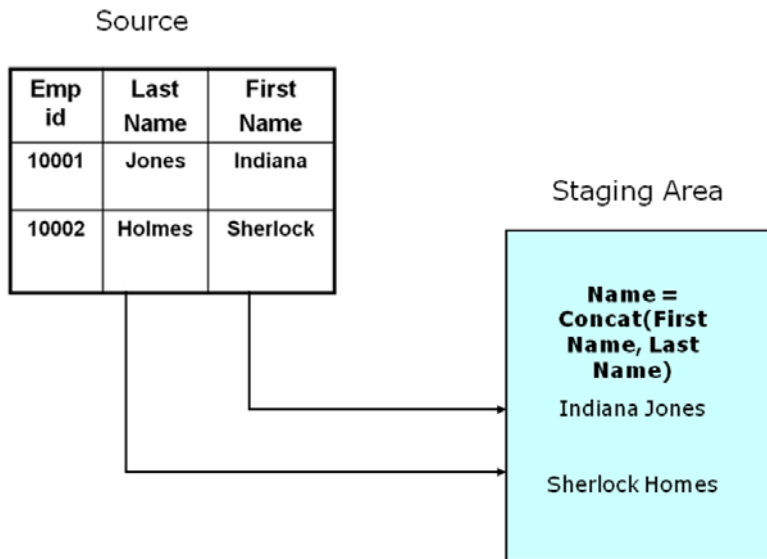 Source
Emp id
Last Name
First Name
10001 Jones Indiana
10002 Holmes Sherlock
Staging Area
Name =
Concat(First
Name, Last
Name)
Indiana Jones
Sherlock Homes